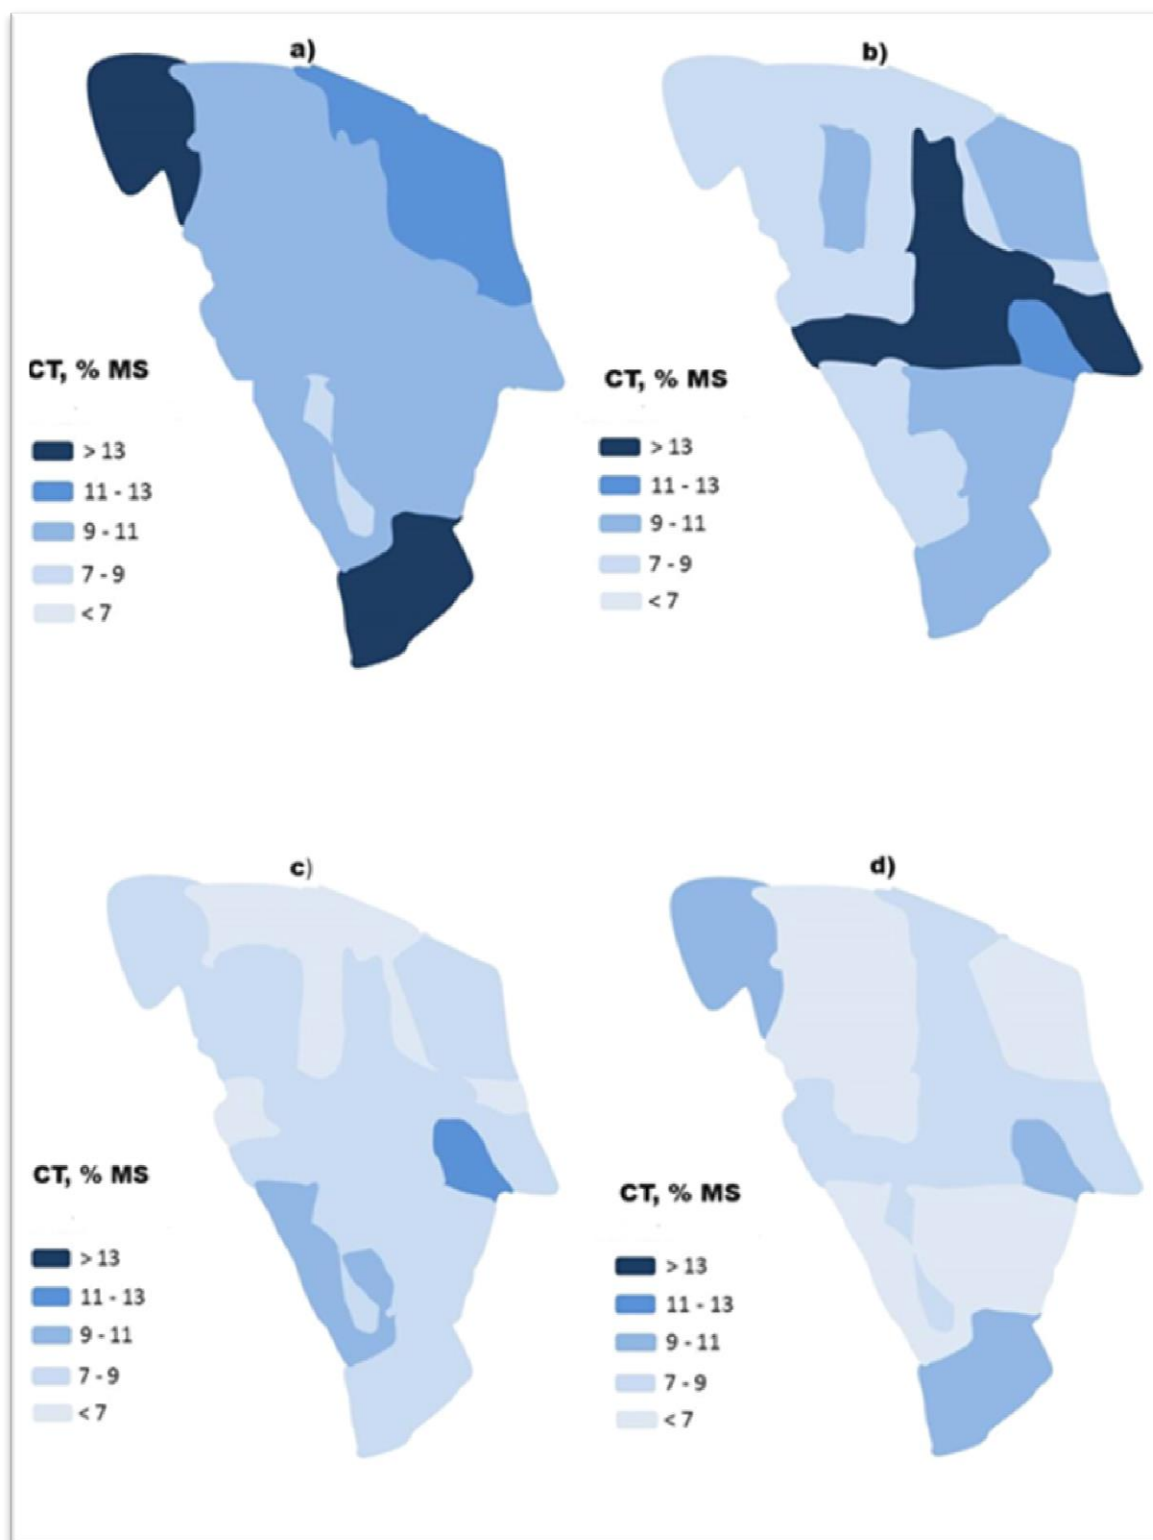 a)
CT, % MS
> 13
11 - 13
9 - 11
7 - 9
< 7
b)
CT, % MS
> 13
11 - 13
9 - 11
7 - 9
< 7
c)
CT, % MS
> 13
11 - 13
9 - 11
7 - 9
< 7
d)
CT, % MS
> 13
11 - 13
9 - 11
7 - 9
< 7